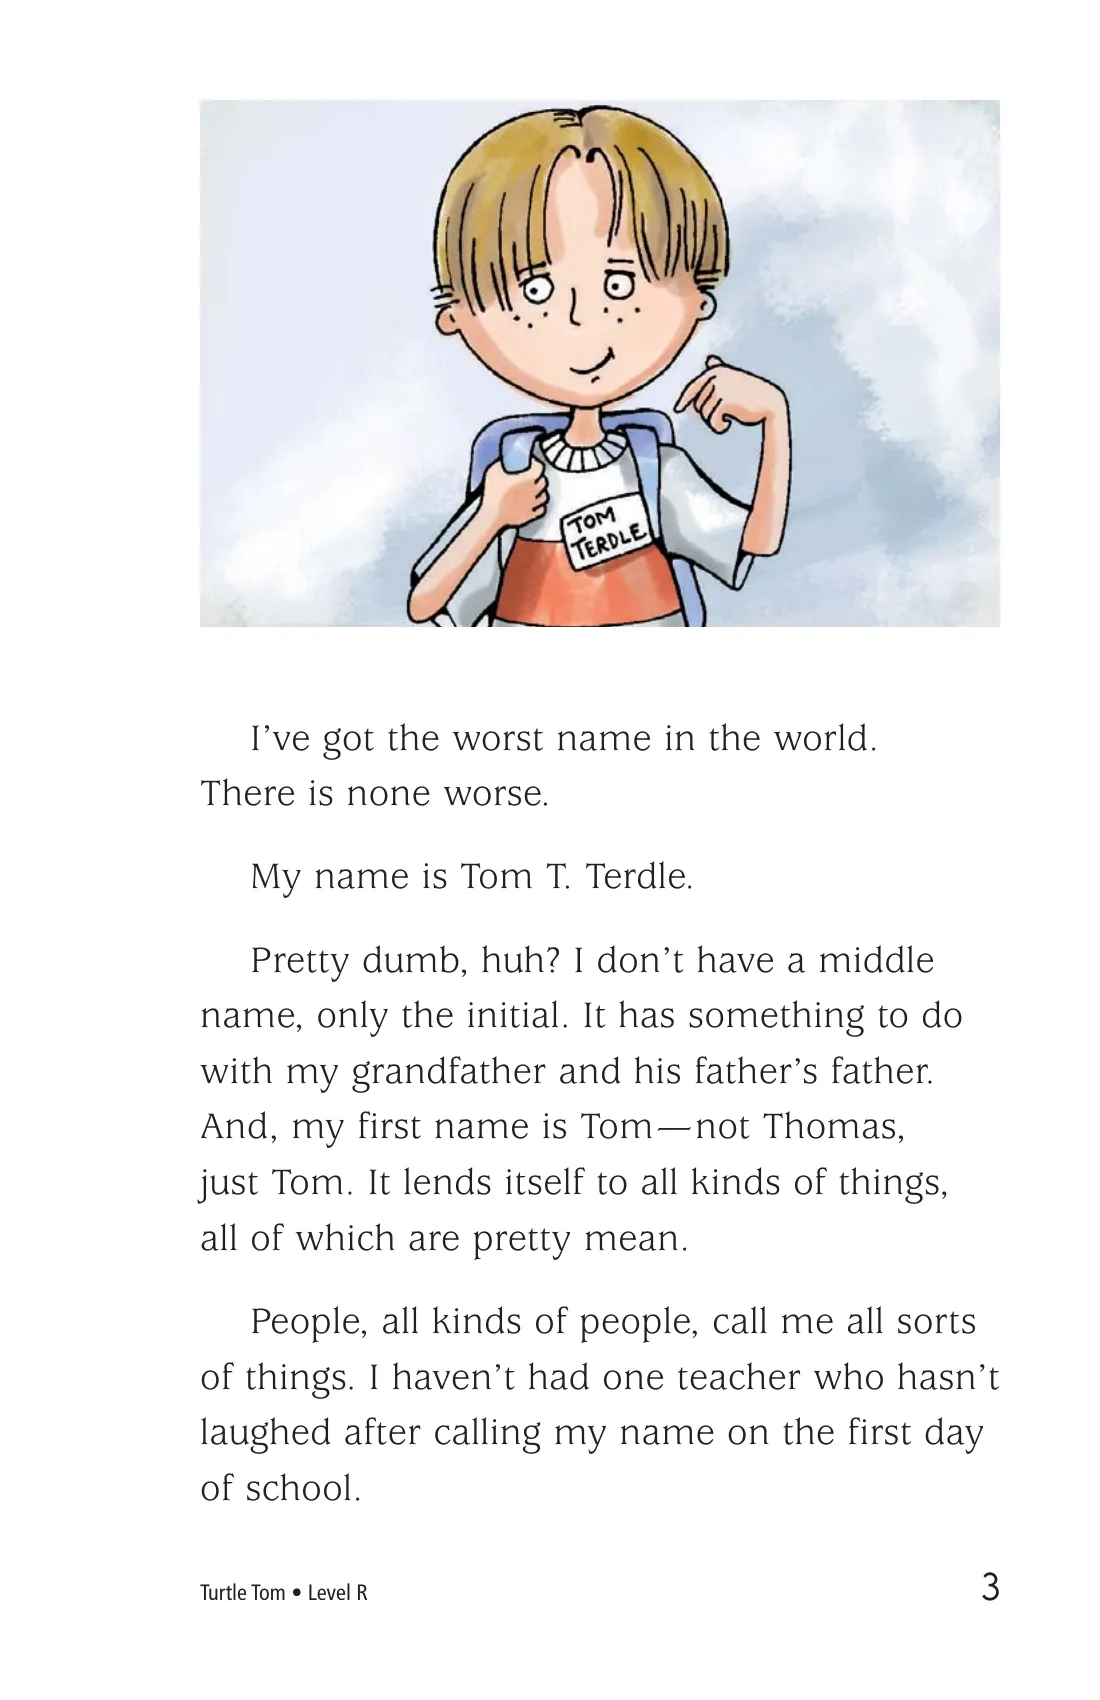 TOM
TERDLE
I’ve got the worst name in the world.
There is none worse.
My name is Tom T. Terdle.
Pretty dumb, huh? I don’t have a middle
name, only the initial. It has something to do
with my grandfather and his father’s father.
And, my first name is Tom—not Thomas,
just Tom. It lends itself to all kinds of things,
all of which are pretty mean.
People, all kinds of people, call me all sorts
of things. I haven’t had one teacher who hasn’t
laughed after calling my name on the first day
of school.
Turtle Tom • Level R
3